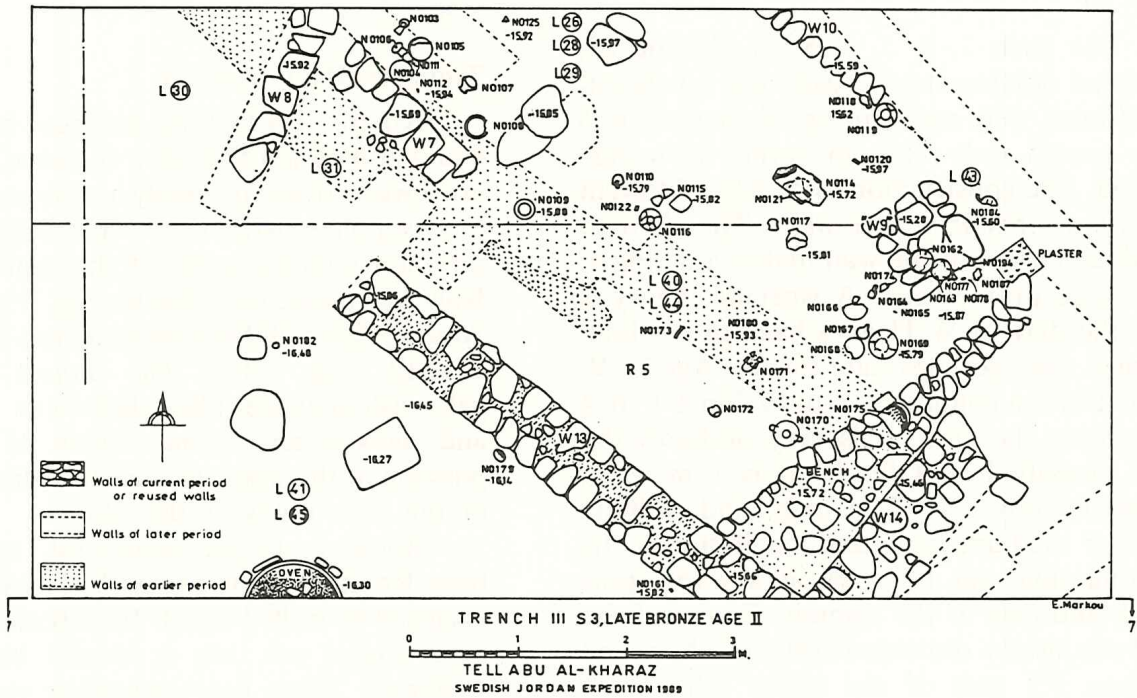 N0103
N0106
N0105
N0111
N0104
N0112
-15,94
N0107
N0125
-15,92
L 26
L 28
L 29
-15,97
W10
-15,59
L 30
-15,92
W8
-15,69
W7
L 31
N0108
-15,85
N0118
15,62
N0119
N0120
-15,97
L 43
N0110
-15,79
N0115
-15,82
N0122
N0116
N0109
-15,88
N0114
-15,72
N0121
N0117
-15,81
"W9"
-15,28
N0184
-15,60
N0162
PLASTER
N0174
N0194
N0177
N0187
N0164
N0163
N0178
N0165
-15,87
N0166
N0167
N0168
N0169
-15,79
L 40
L 44
N0173
N0180
-15,93
N0171
R 5
N0172
N0170
N0175
-15,86
N0182
-16,48
-16,45
-16,27
W13
N0179
-16,14
BENCH
-15,72
-15,46
W14
Walls of current period
or reused walls
L 41
L 45
Walls of later period
Walls of earlier period
OVEN
-16,30
N0161
-15,82
-15,66
E.Markou
7
7
TRENCH III S3, LATE BRONZE AGE II
0 1 2 3 M.
TELL ABU AL-KHARAZ
SWEDISH JORDAN EXPEDITION 1989